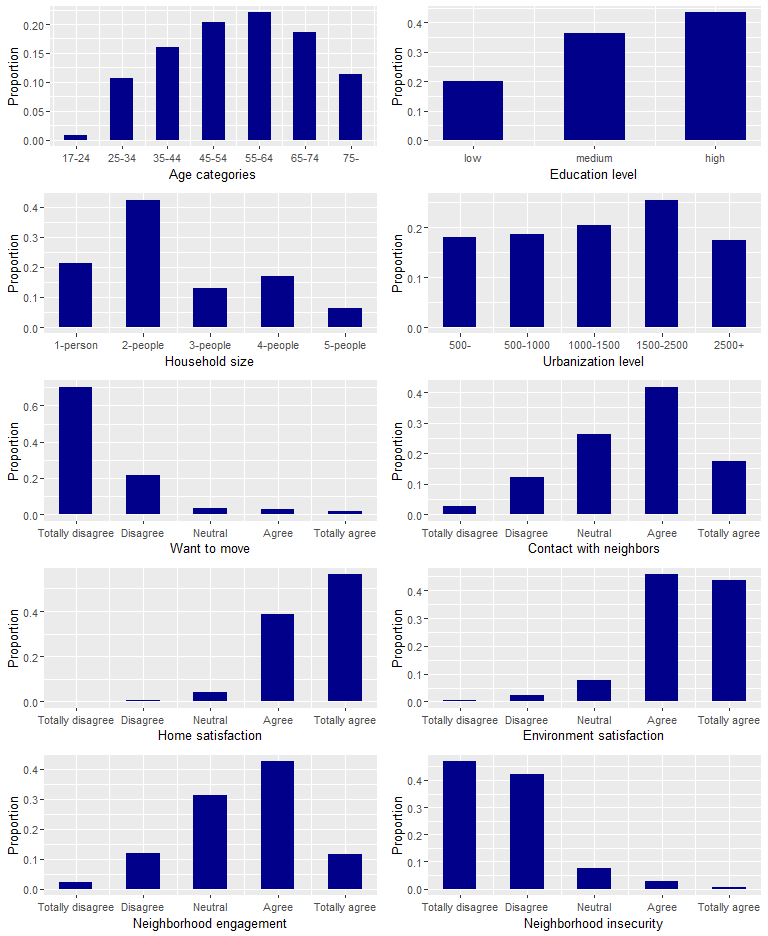 Proportion
0.20
0.15
0.10
0.05
0.00
17-24 25-34 35-44 45-54 55-64 65-74 75-
Age categories
Proportion
0.4
0.3
0.2
0.1
0.0
low medium high
Education level
Proportion
0.4
0.3
0.2
0.1
0.0
1-person 2-people 3-people 4-people 5-people
Household size
Proportion
0.2
0.1
0.0
500- 500-1000 1000-1500 1500-2500 2500+
Urbanization level
Proportion
0.6
0.4
0.2
0.0
Totally disagree Disagree Neutral Agree Totally agree
Want to move
Proportion
0.4
0.3
0.2
0.1
0.0
Totally disagree Disagree Neutral Agree Totally agree
Contact with neighbors
Proportion
0.4
0.2
0.0
Totally disagree Disagree Neutral Agree Totally agree
Home satisfaction
Proportion
0.4
0.3
0.2
0.1
0.0
Totally disagree Disagree Neutral Agree Totally agree
Environment satisfaction
Proportion
0.4
0.3
0.2
0.1
0.0
Totally disagree Disagree Neutral Agree Totally agree
Neighborhood engagement
Proportion
0.4
0.3
0.2
0.1
0.0
Totally disagree Disagree Neutral Agree Totally agree
Neighborhood insecurity